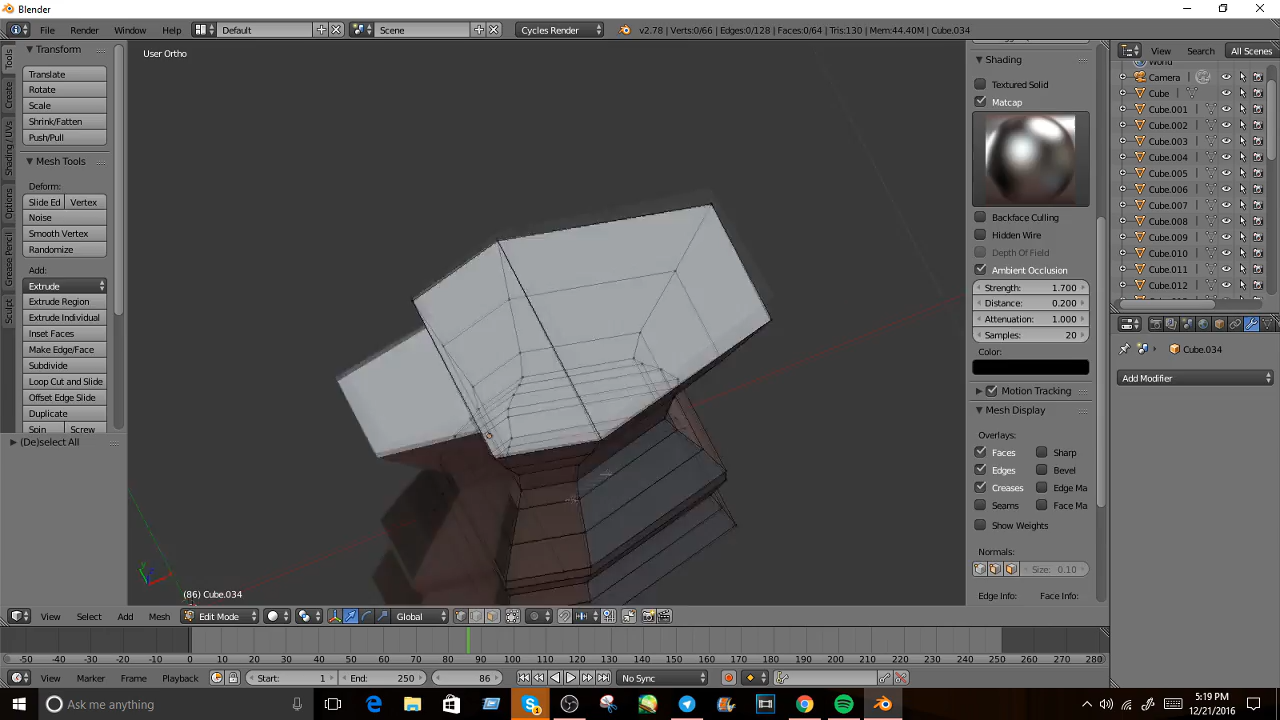 Blender
File Render Window Help Default Scene Cycles Render v2.78 | Verts:0/66 | Edges:0/128 | Faces:0/64 | Tris:130 | Mem:44.40M | Cube.034
User Ortho
Tools
Create
Shading / UVs
Options
Grease Pencil
Sculpt
Transform
Translate
Rotate
Scale
Shrink/Fatten
Push/Pull
Mesh Tools
Deform:
Slide Ed Vertex
Noise
Smooth Vertex
Randomize
Add:
Extrude
Extrude Region
Extrude Individual
Inset Faces
Make Edge/Face
Subdivide
Loop Cut and Slide
Offset Edge Slide
Duplicate
Spin Screw
(De)select All
(86) Cube.034
Shading
Textured Solid
Matcap
Backface Culling
Hidden Wire
Depth Of Field
Ambient Occlusion
Strength: 1.700
Distance: 0.200
Attenuation: 1.000
Samples: 20
Color:
Motion Tracking
Mesh Display
Overlays:
Faces Sharp
Edges Bevel
Creases Edge Ma
Seams Face Ma
Show Weights
Normals:
Size: 0.10
Edge Info: Face Info:
View Search All Scenes
World
Camera
Cube
Cube.001
Cube.002
Cube.003
Cube.004
Cube.005
Cube.006
Cube.007
Cube.008
Cube.009
Cube.010
Cube.011
Cube.012
Cube.034
Add Modifier
View Select Add Mesh Edit Mode Global
-50 -40 -30 -20 -10 0 10 20 30 40 50 60 70 80 90 100 110 120 130 140 150 160 170 180 190 200 210 220 230 240 250 260 270 280
View Marker Frame Playback Start: 1 End: 250 86 No Sync
Ask me anything
5:19 PM
12/21/2016